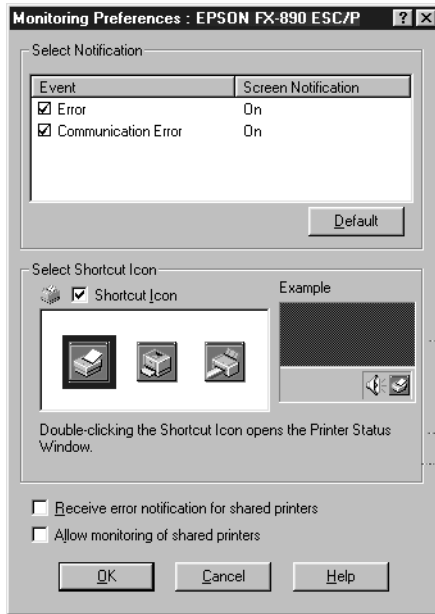 Monitoring Preferences : EPSON FX-890 ESC/P
Select Notification
Event Screen Notification
Error On
Communication Error On
Default
Select Shortcut Icon
Shortcut Icon Example
Double-clicking the Shortcut Icon opens the Printer Status
Window.
Receive error notification for shared printers
Allow monitoring of shared printers
OK Cancel Help